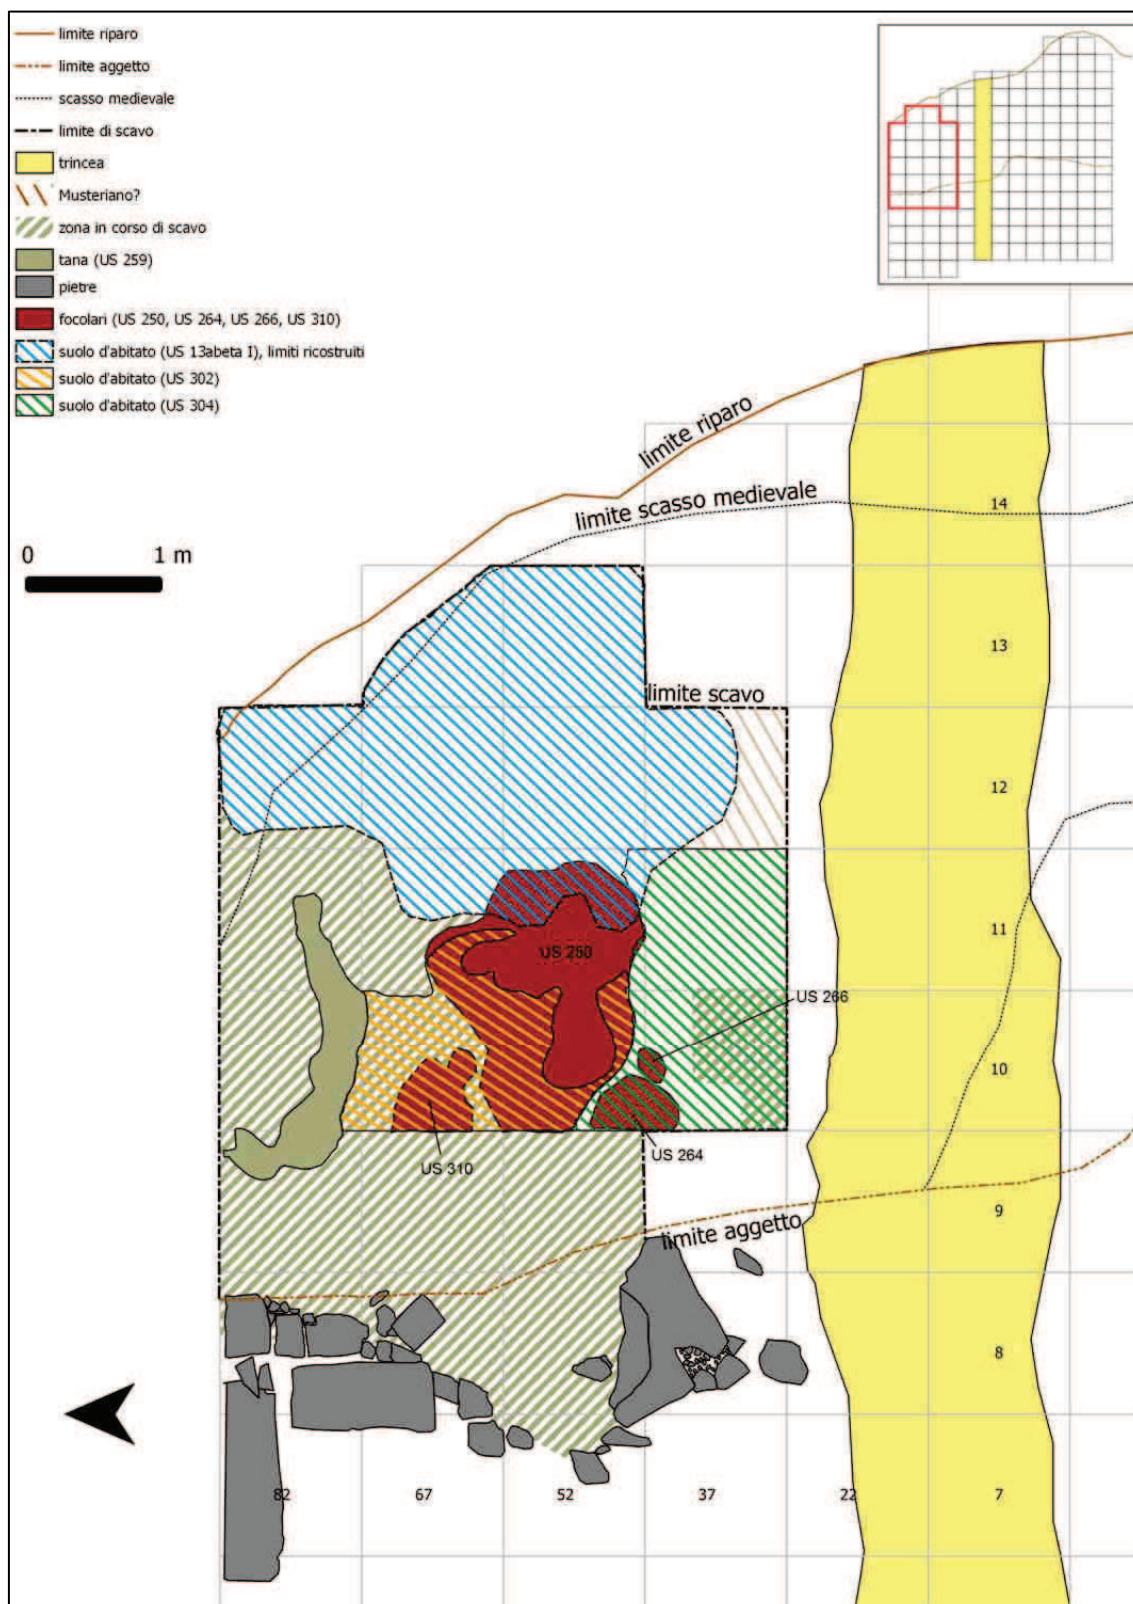 limite riparo
limite aggetto
scasso medievale
limite di scavo
trincea
Musteriano?
zona in corso di scavo
tana (US 259)
pietre
focolari (US 250, US 264, US 266, US 310)
suolo d'abitato (US 13abeta I), limiti ricostruiti
suolo d'abitato (US 302)
suolo d'abitato (US 304)
limite riparo
limite scasso medievale
14
0 1 m
13
limite scavo
12
11
US 250
US 266
10
US 310
US 264
9
limite aggetto
8
82 67 52 37 22 7